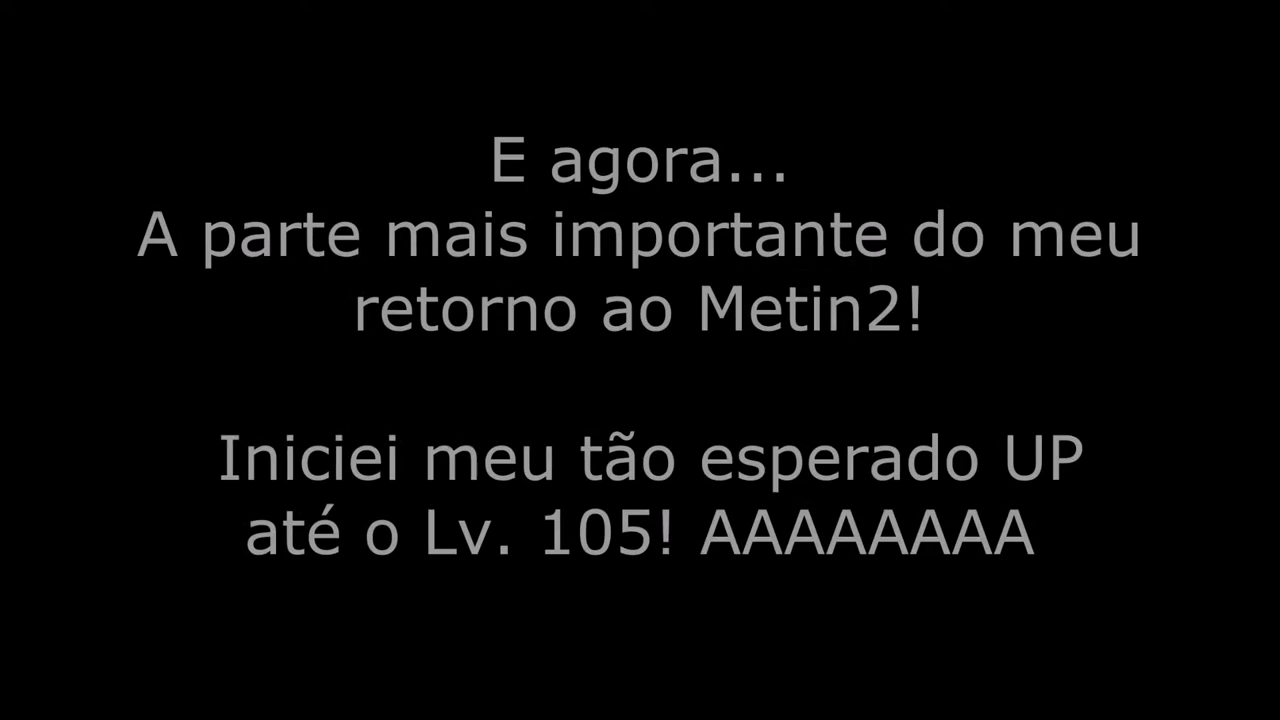 E agora...
A parte mais importante do meu
retorno ao Metin2!
Iniciei meu tão esperado UP
até o Lv. 105! AAAAAAAA